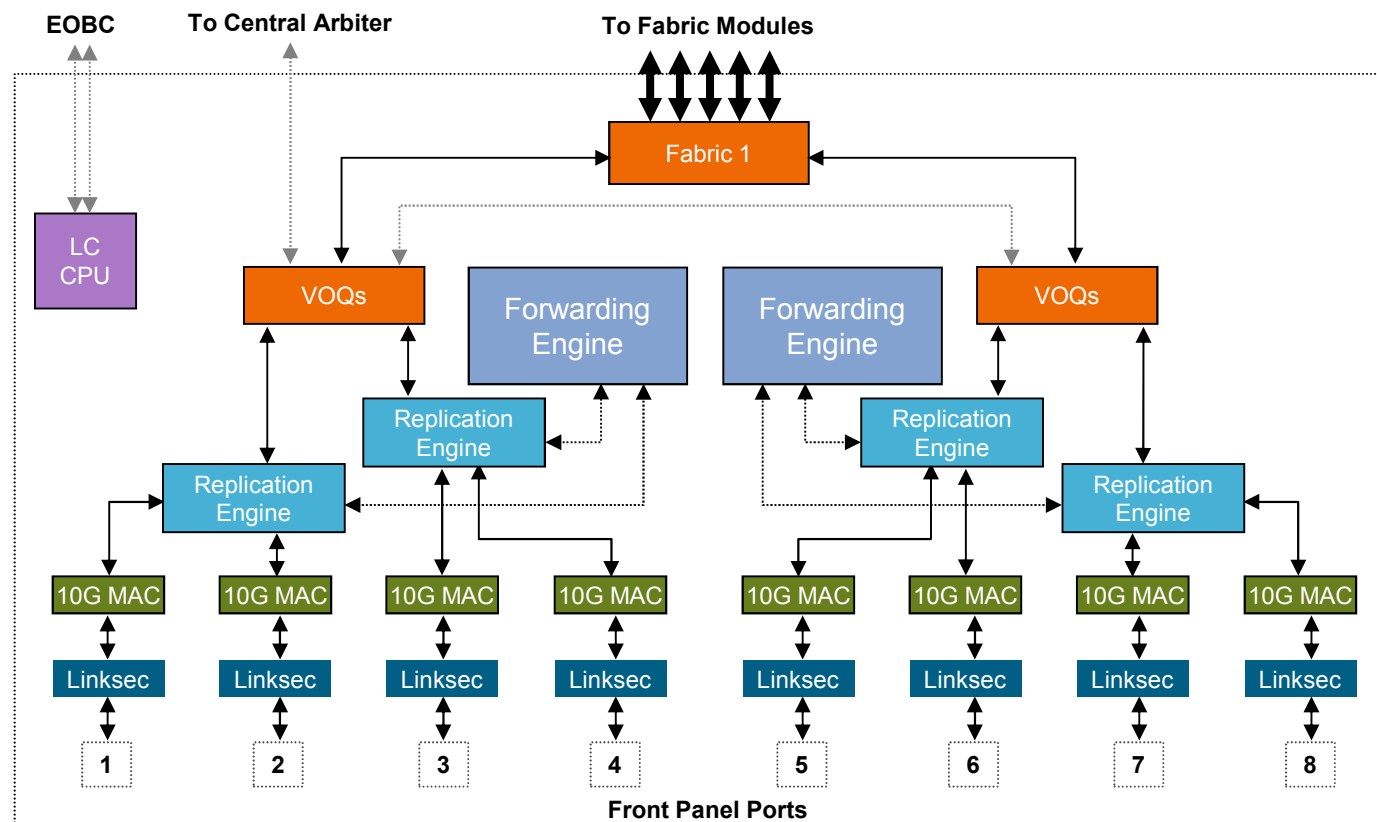 EOBC
To Central Arbiter
To Fabric Modules
Fabric 1
LC
CPU
VOQs
Forwarding
Engine
Forwarding
Engine
VOQs
Replication
Engine
Replication
Engine
Replication
Engine
Replication
Engine
10G MAC
10G MAC
10G MAC
10G MAC
10G MAC
10G MAC
10G MAC
10G MAC
Linksec
Linksec
Linksec
Linksec
Linksec
Linksec
Linksec
Linksec
1
2
3
4
5
6
7
8
Front Panel Ports